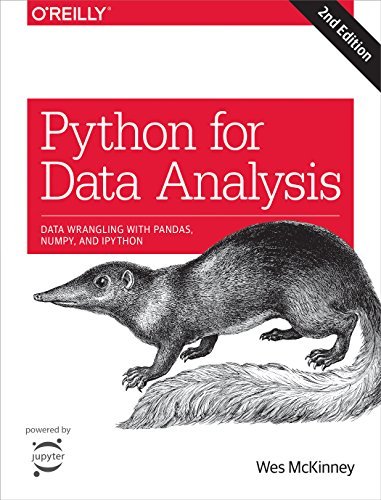 O'REILLY®
2nd Edition
Python for
Data Analysis
DATA WRANGLING WITH PANDAS,
NUMPY, AND IPYTHON
powered by
jupyter
Wes McKinney